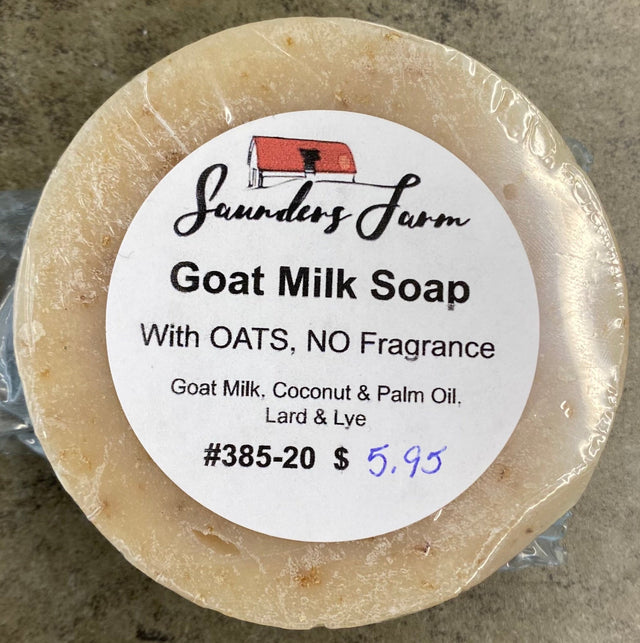 Saunders Farm
Goat Milk Soap
With OATS, NO Fragrance
Goat Milk, Coconut & Palm Oil,
Lard & Lye
#385-20 $ 5.95